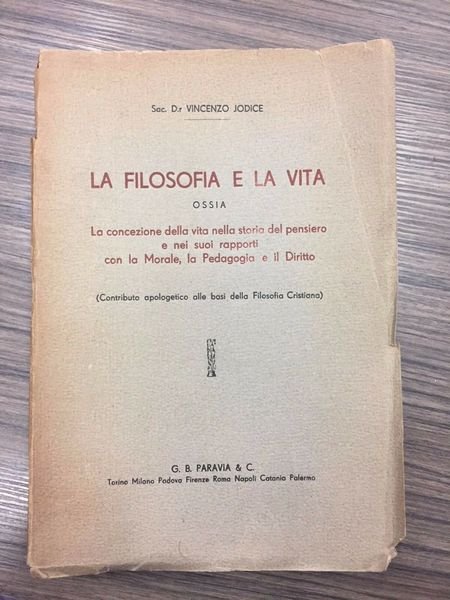 Sac. D.r VINCENZO JODICE
LA FILOSOFIA E LA VITA
OSSIA
La concezione della vita nella storia del pensiero
e nei suoi rapporti
con la Morale, la Pedagogia e il Diritto
(Contributo apologetico alle basi della Filosofia Cristiana)
G. B. PARAVIA & C.
Torino Milano Padova Firenze Roma Napoli Catania Palermo